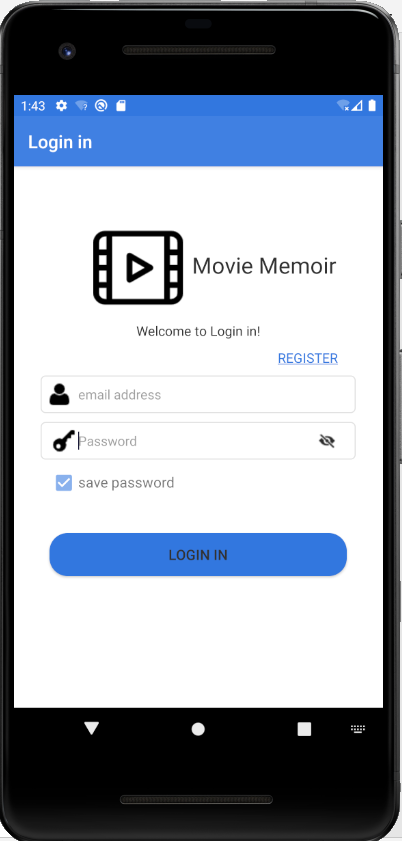 1:43
Login in
Movie Memoir
Welcome to Login in!
REGISTER
email address
Password
save password
LOGIN IN